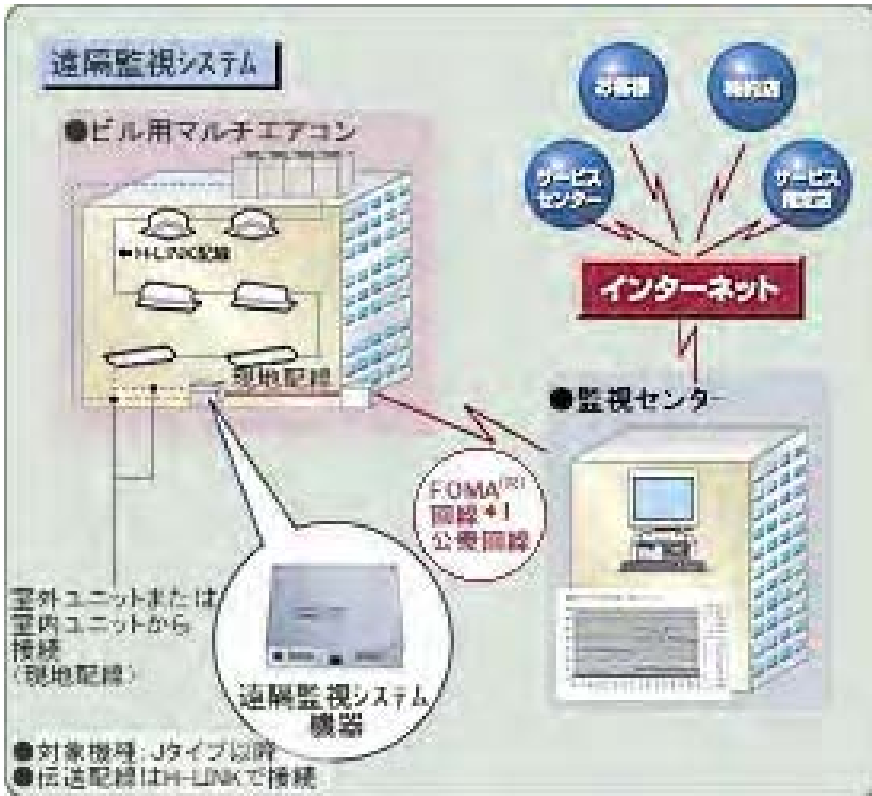 遠隔監視システム
●ビル用マルチエアコン
お客様
特約店
サービス
センター
サービス
指定店
H-LINK配線
インターネット
現地配線
●監視センター
FOMA(R)
回線*1
公衆回線
室外ユニットまたは
室内ユニットから
接続
(現地配線)
遠隔監視システム
機器
●対象機種:Jタイプ以降
●伝送配線はH-LINKで接続